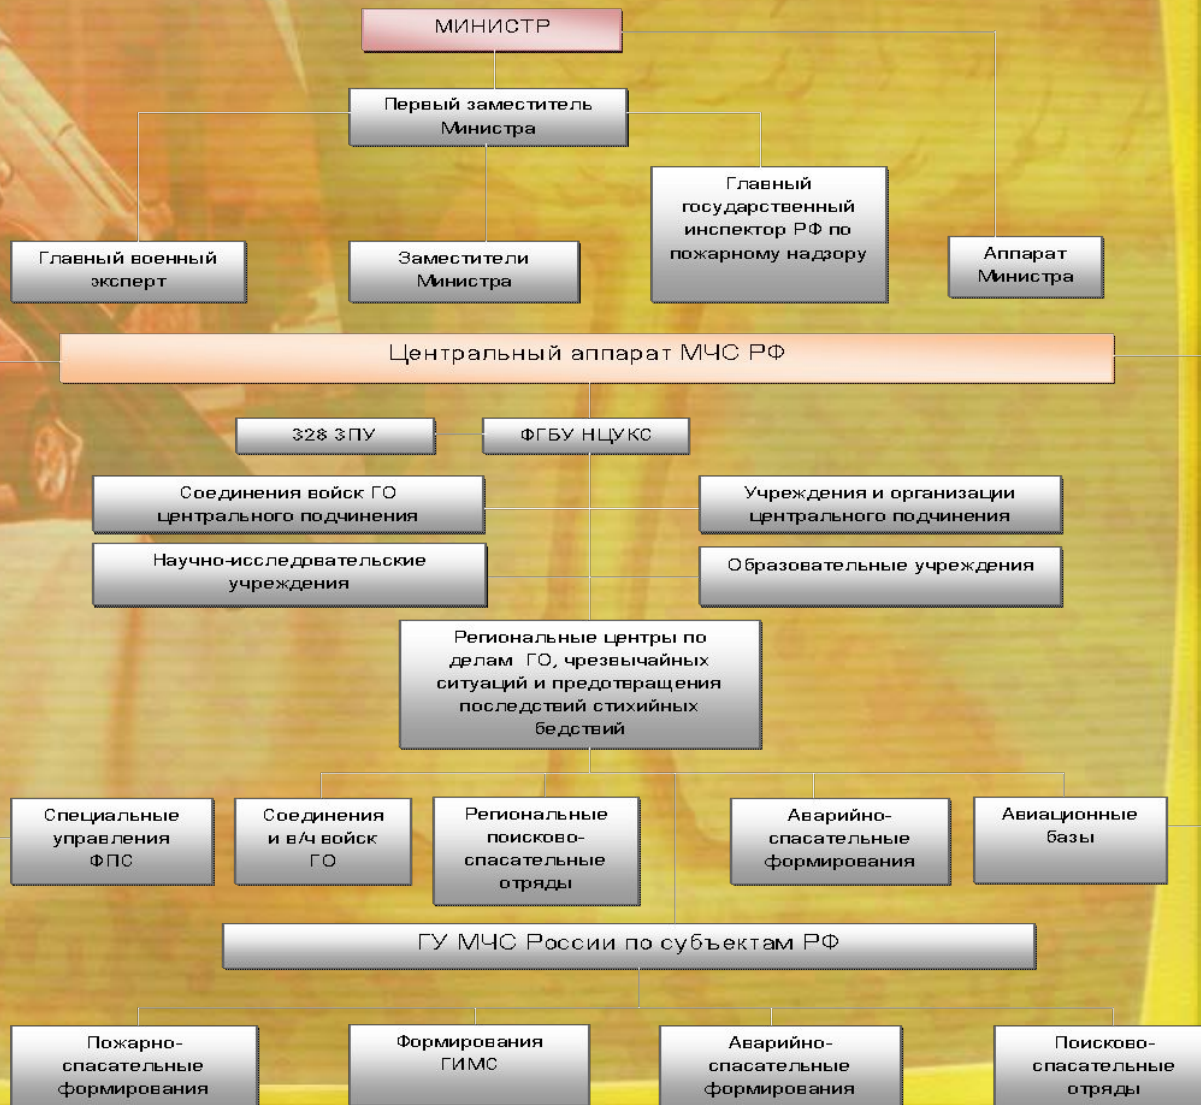 МИНИСТР
Первый заместитель
Министра
Главный
государственный
инспектор РФ по
пожарному надзору
Главный военный
эксперт
Заместители
Министра
Аппарат
Министра
Центральный аппарат МЧС РФ
328 ЗПУ
ФГБУ НЦУКС
Соединения войск ГО
центрального подчинения
Учреждения и организации
центрального подчинения
Научно-исследовательские
учреждения
Образовательные учреждения
Региональные центры по
делам ГО, чрезвычайных
ситуаций и предотвращения
последствий стихийных
бедствий
Специальные
управления
ФПС
Соединения
и в/ч войск
ГО
Региональные
поисково-
спасательные
отряды
Аварийно-
спасательные
формирования
Авиационные
базы
ГУ МЧС России по субъектам РФ
Пожарно-
спасательные
формирования
Формирования
ГИМС
Аварийно-
спасательные
формирования
Поисково-
спасательные
отряды